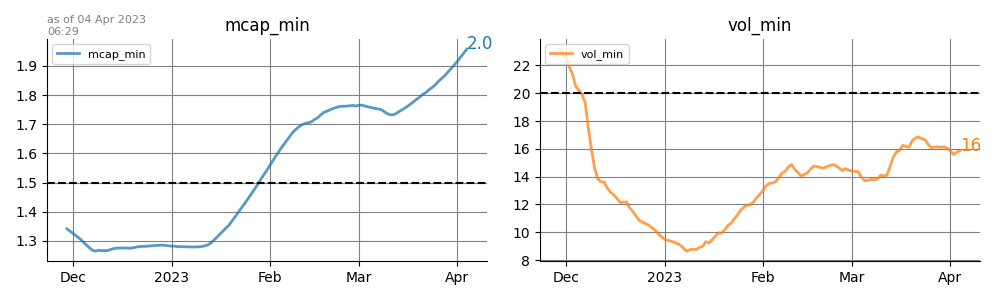 as of 04 Apr 2023
06:29
mcap_min
mcap_min
2.0
1.9
1.8
1.7
1.6
1.5
1.4
1.3
Dec 2023 Feb Mar Apr
vol_min
vol_min
22
20
18
16
14
12
10
8
16
Dec 2023 Feb Mar Apr